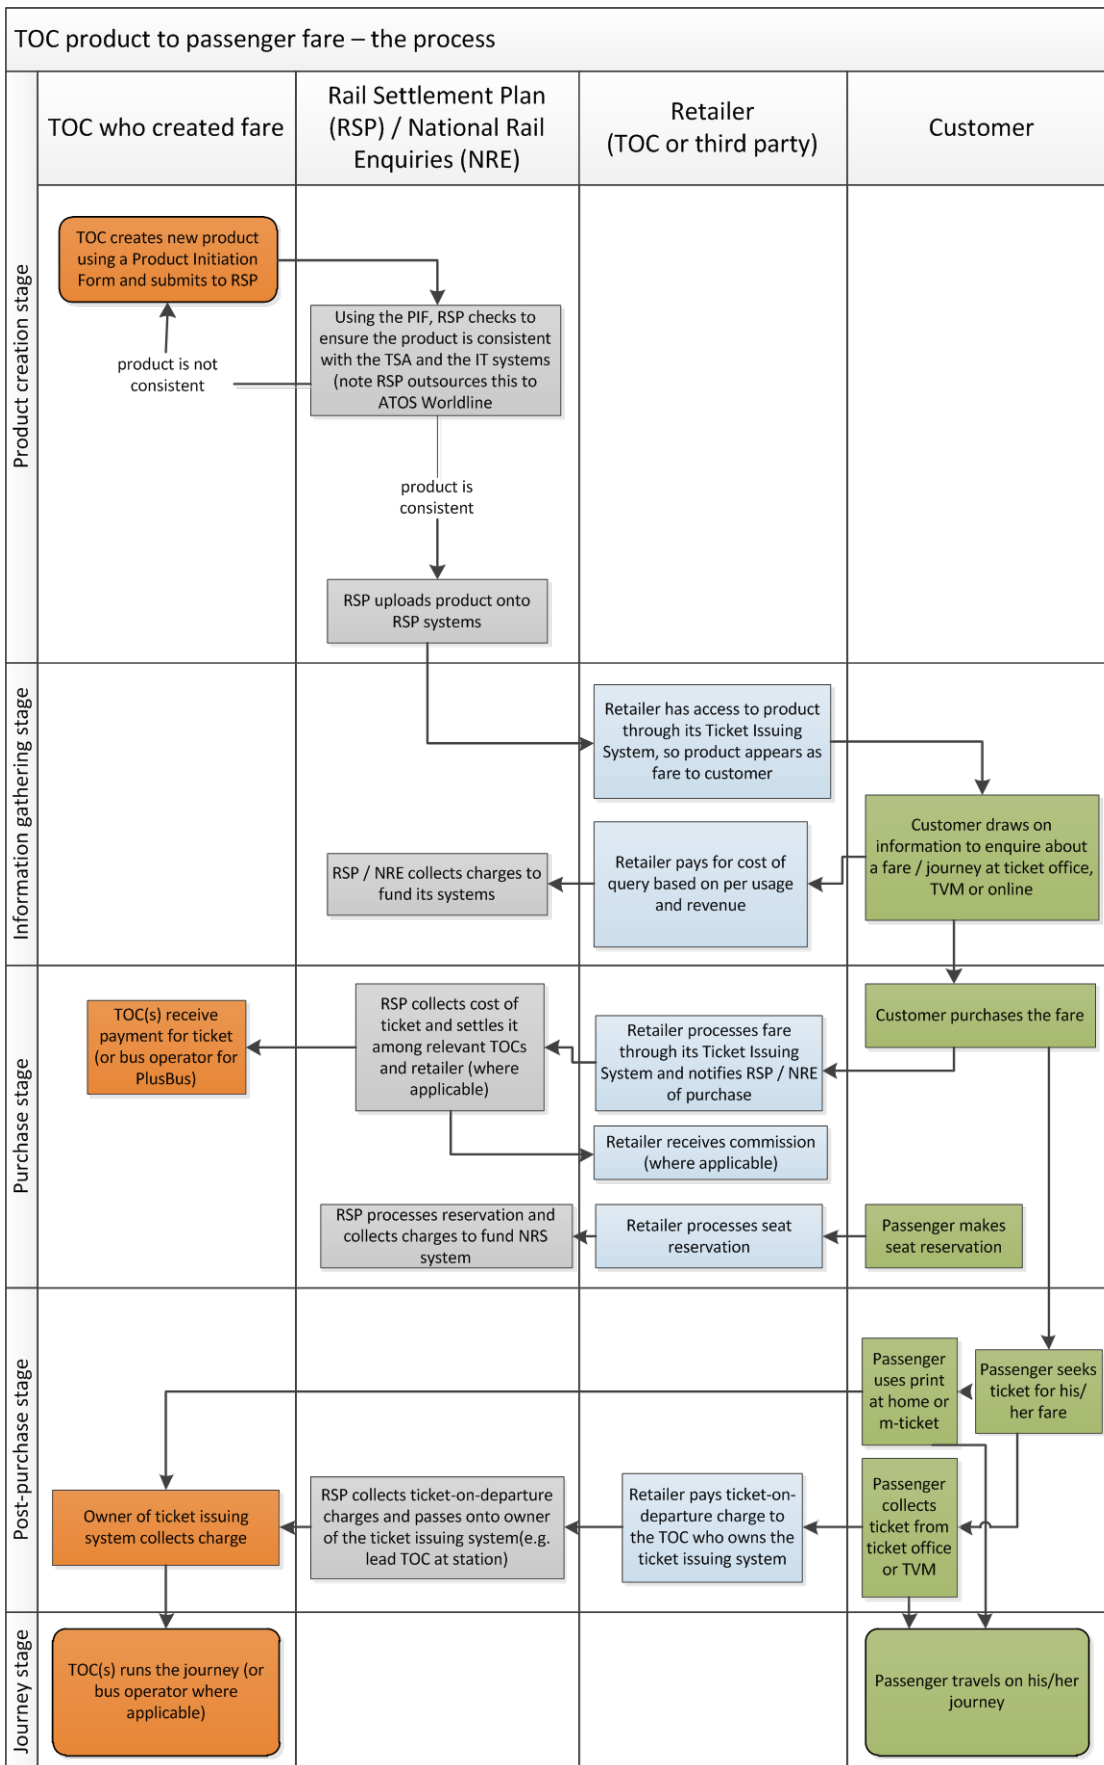 TOC product to passenger fare – the process
TOC who created fare
Rail Settlement Plan
(RSP) / National Rail
Enquiries (NRE)
Retailer
(TOC or third party)
Customer
Product creation stage
TOC creates new product
using a Product Initiation
Form and submits to RSP
Using the PIF, RSP checks to
ensure the product is consistent
with the TSA and the IT systems
(note RSP outsources this to
ATOS Worldline
product is not
consistent
product is
consistent
RSP uploads product onto
RSP systems
Information gathering stage
Retailer has access to product
through its Ticket Issuing
System, so product appears as
fare to customer
Customer draws on
information to enquire about
a fare / journey at ticket office,
TVM or online
Retailer pays for cost of
query based on per usage
and revenue
RSP / NRE collects charges to
fund its systems
Purchase stage
Customer purchases the fare
Retailer processes fare
through its Ticket Issuing
System and notifies RSP / NRE
of purchase
RSP collects cost of
ticket and settles it
among relevant TOCs
and retailer (where
applicable)
TOC(s) receive
payment for ticket
(or bus operator for
PlusBus)
Retailer receives commission
(where applicable)
RSP processes reservation and
collects charges to fund NRS
system
Retailer processes seat
reservation
Passenger makes
seat reservation
Post-purchase stage
Passenger
uses print
at home or
m-ticket
Passenger seeks
ticket for his/
her fare
Owner of ticket issuing
system collects charge
RSP collects ticket-on-departure
charges and passes onto owner
of the ticket issuing system(e.g.
lead TOC at station)
Retailer pays ticket-on-
departure charge to
the TOC who owns the
ticket issuing system
Passenger
collects
ticket from
ticket office
or TVM
Journey stage
TOC(s) runs the journey (or
bus operator where
applicable)
Passenger travels on his/her
journey